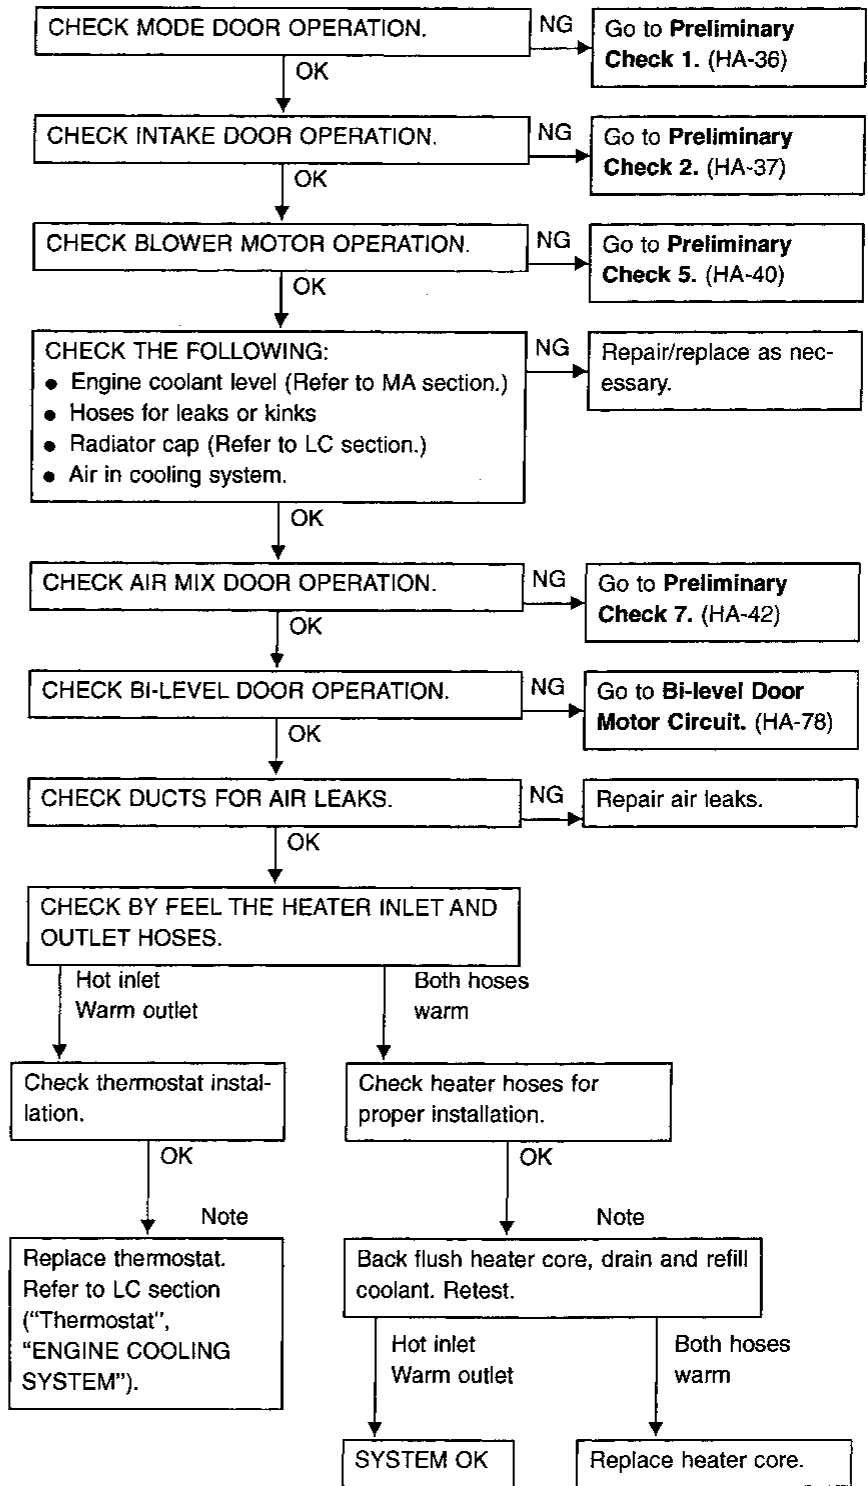 CHECK MODE DOOR OPERATION.
NG
Go to Preliminary
Check 1. (HA-36)
OK
CHECK INTAKE DOOR OPERATION.
NG
Go to Preliminary
Check 2. (HA-37)
OK
CHECK BLOWER MOTOR OPERATION.
NG
Go to Preliminary
Check 5. (HA-40)
OK
CHECK THE FOLLOWING:
● Engine coolant level (Refer to MA section.)
● Hoses for leaks or kinks
● Radiator cap (Refer to LC section.)
● Air in cooling system.
NG
Repair/replace as nec-
essary.
OK
CHECK AIR MIX DOOR OPERATION.
NG
Go to Preliminary
Check 7. (HA-42)
OK
CHECK BI-LEVEL DOOR OPERATION.
NG
Go to Bi-level Door
Motor Circuit. (HA-78)
OK
CHECK DUCTS FOR AIR LEAKS.
NG
Repair air leaks.
OK
CHECK BY FEEL THE HEATER INLET AND
OUTLET HOSES.
Hot inlet
Warm outlet
Both hoses
warm
Check thermostat instal-
lation.
Check heater hoses for
proper installation.
OK
OK
Note
Note
Replace thermostat.
Refer to LC section
("Thermostat",
"ENGINE COOLING
SYSTEM").
Back flush heater core, drain and refill
coolant. Retest.
Hot inlet
Warm outlet
Both hoses
warm
SYSTEM OK
Replace heater core.